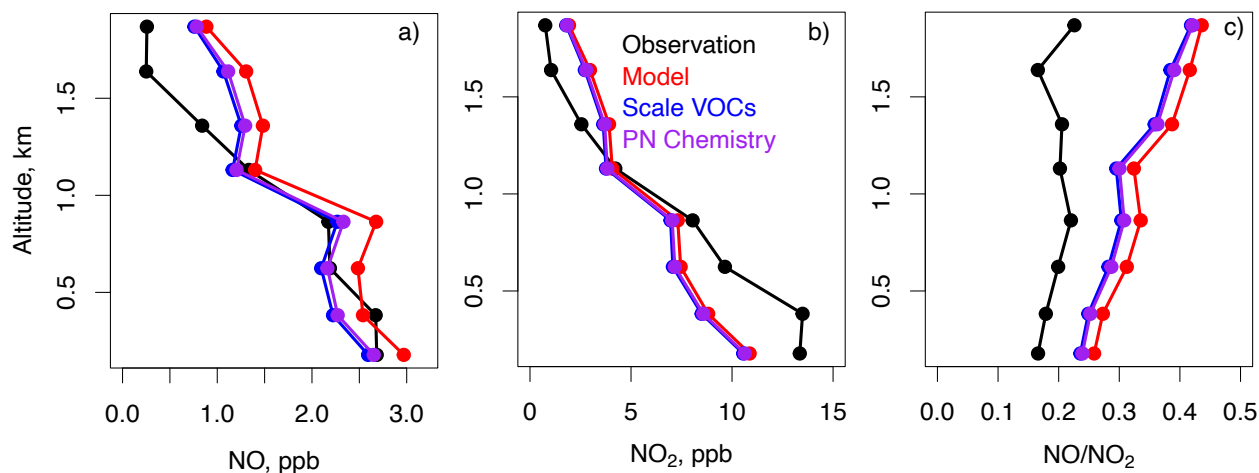 a)
Altitude, km
0.5
1.0
1.5
0.0
1.0
2.0
3.0
NO, ppb
b)
Observation
Model
Scale VOCs
PN Chemistry
0.5
1.0
1.5
0
5
10
15
NO₂, ppb
c)
0.5
1.0
1.5
0.0
0.1
0.2
0.3
0.4
0.5
NO/NO₂